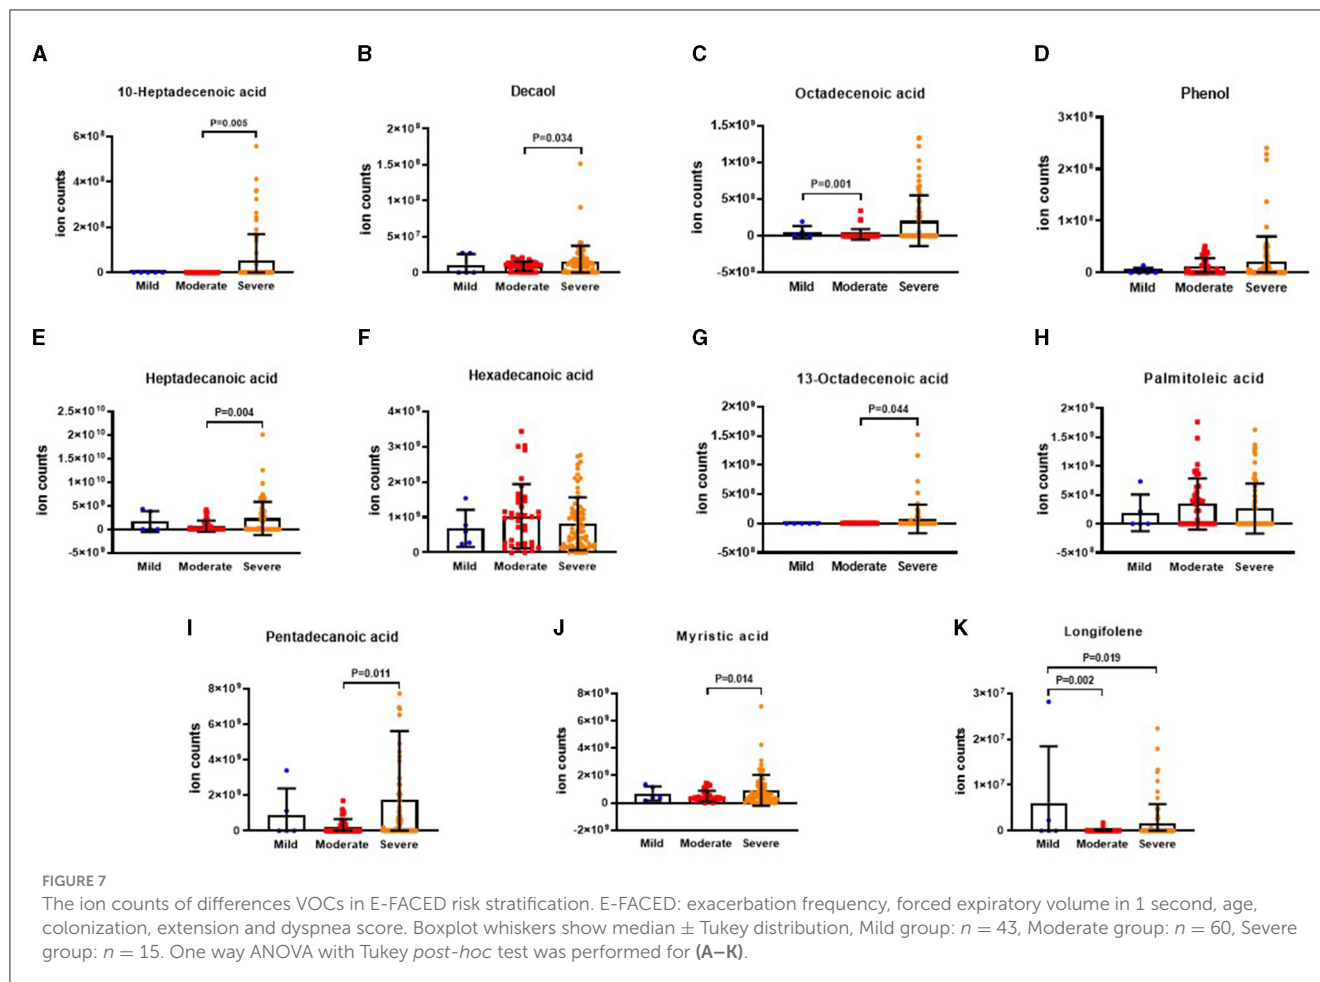 A
10-Heptadecenoic acid
P=0.005
6×10⁸
4×10⁸
2×10⁸
0
ion counts
Mild Moderate Severe
B
Decaol
P=0.034
2×10⁸
1.5×10⁸
1×10⁸
5×10⁷
0
ion counts
Mild Moderate Severe
C
Octadecenoic acid
P=0.001
1.5×10⁹
1×10⁹
5×10⁸
0
-5×10⁸
ion counts
Mild Moderate Severe
D
Phenol
3×10⁸
2×10⁸
1×10⁸
0
ion counts
Mild Moderate Severe
E
Heptadecanoic acid
P=0.004
2.5×10¹⁰
2×10¹⁰
1.5×10¹⁰
1×10¹⁰
5×10⁹
0
-5×10⁹
ion counts
Mild Moderate Severe
F
Hexadecanoic acid
4×10⁹
3×10⁹
2×10⁹
1×10⁹
0
ion counts
Mild Moderate Severe
G
13-Octadecenoic acid
P=0.044
2×10⁹
1.5×10⁹
1×10⁹
5×10⁸
0
-5×10⁸
ion counts
Mild Moderate Severe
H
Palmitoleic acid
2×10⁹
1.5×10⁹
1×10⁹
5×10⁸
0
-5×10⁸
ion counts
Mild Moderate Severe
I
Pentadecanoic acid
P=0.011
8×10⁹
6×10⁹
4×10⁹
2×10⁹
0
ion counts
Mild Moderate Severe
J
Myristic acid
P=0.014
8×10⁹
6×10⁹
4×10⁹
2×10⁹
0
-2×10⁹
ion counts
Mild Moderate Severe
K
Longifolene
P=0.019
P=0.002
3×10⁷
2×10⁷
1×10⁷
0
ion counts
Mild Moderate Severe
FIGURE 7
The ion counts of differences VOCs in E-FACED risk stratification. E-FACED: exacerbation frequency, forced expiratory volume in 1 second, age,
colonization, extension and dyspnea score. Boxplot whiskers show median ± Tukey distribution, Mild group: n = 43, Moderate group: n = 60, Severe
group: n = 15. One way ANOVA with Tukey post-hoc test was performed for (A–K).